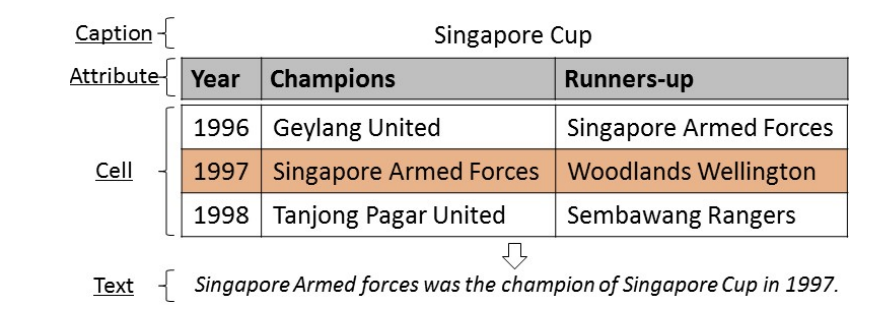 Caption Singapore Cup
Attribute Year Champions Runners-up
1996 Geylang United Singapore Armed Forces
Cell 1997 Singapore Armed Forces Woodlands Wellington
1998 Tanjong Pagar United Sembawang Rangers
Text Singapore Armed forces was the champion of Singapore Cup in 1997.